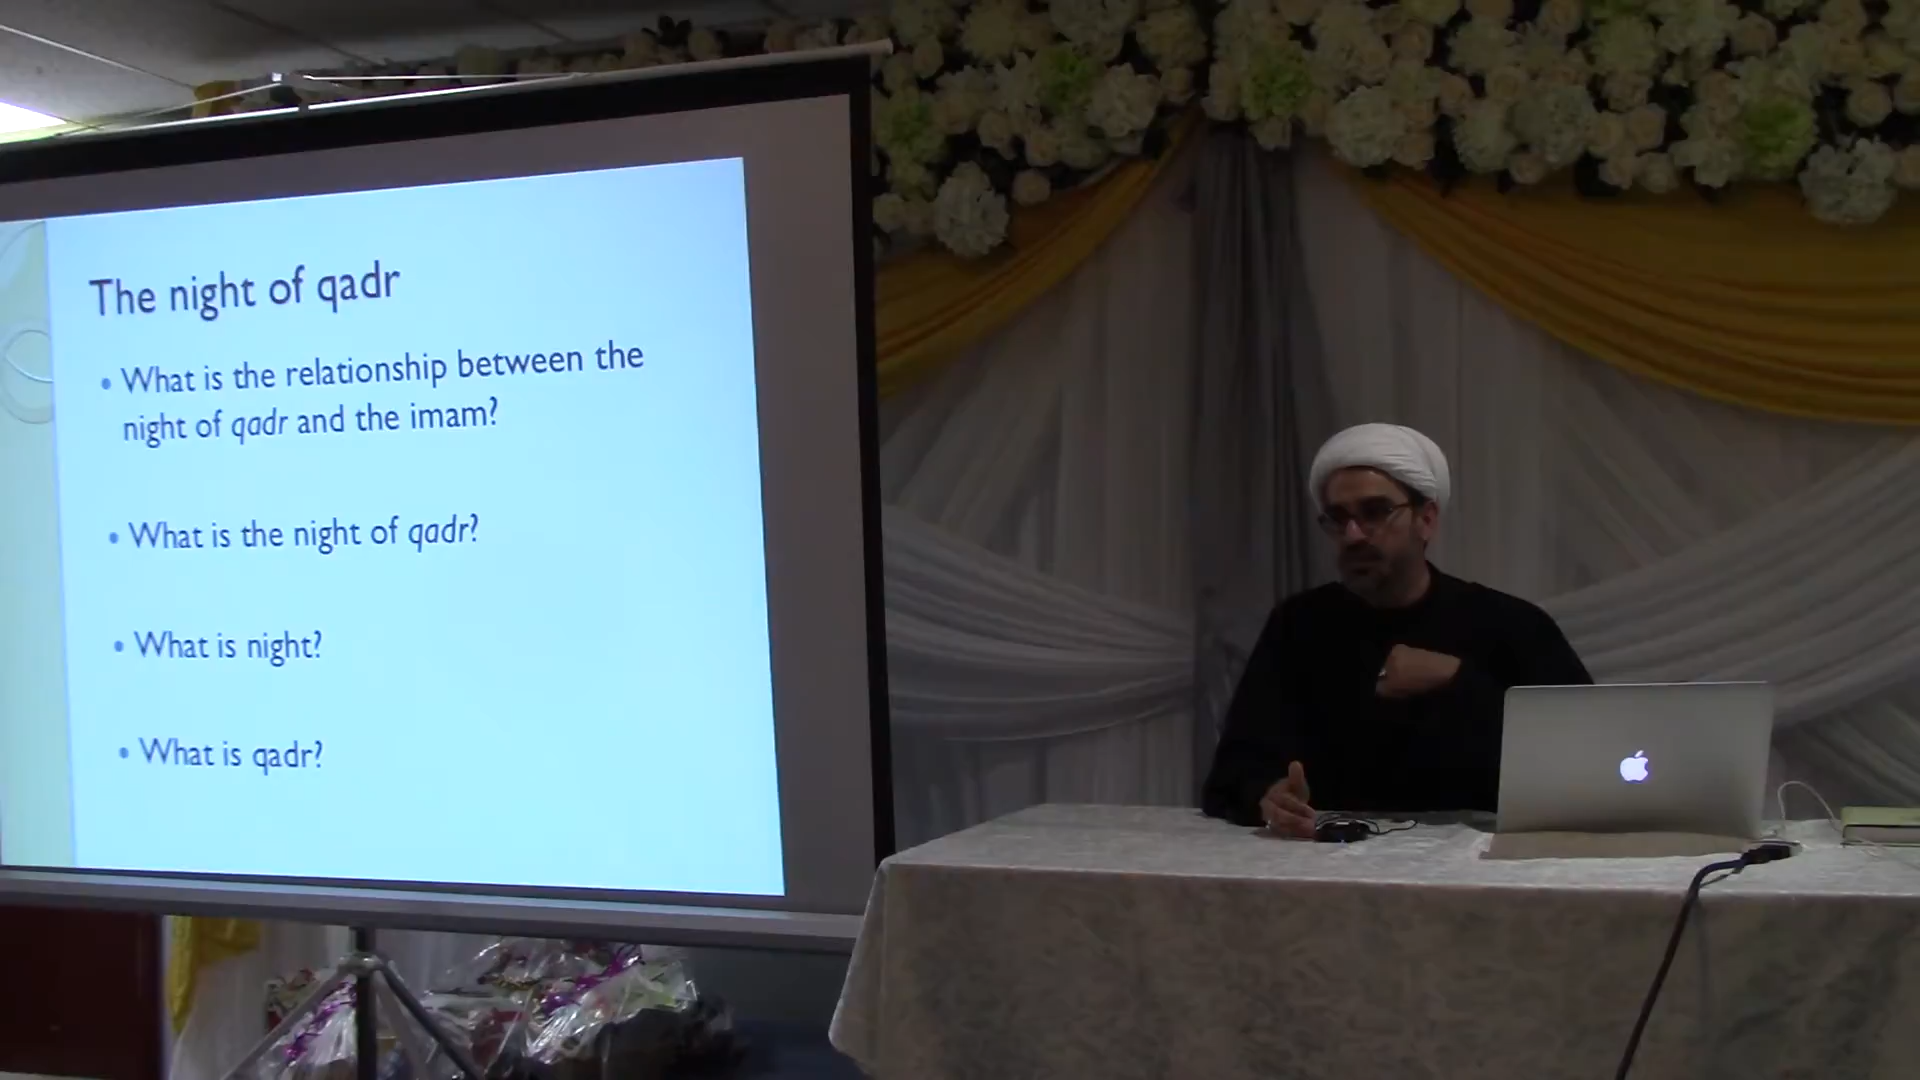 The night of qadr
• What is the relationship between the
night of qadr and the imam?
• What is the night of qadr?
• What is night?
• What is qadr?